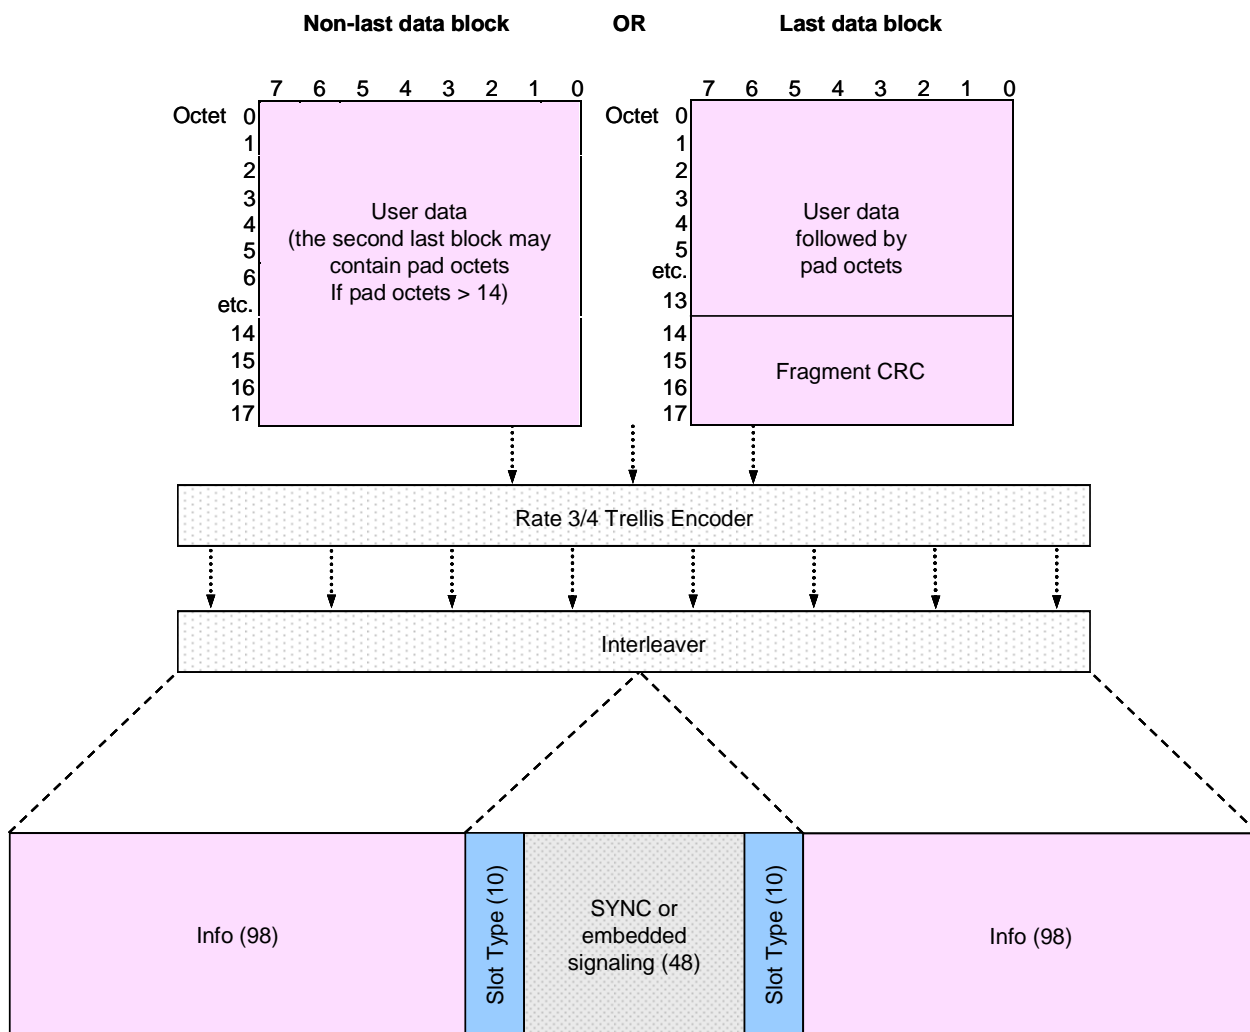 Non-last data block OR Last data block
7 6 5 4 3 2 1 0 7 6 5 4 3 2 1 0
Octet 0 Octet 0
1 1
2 2
3 3
4 4
5 5
6 etc.
etc. 13
14 14
15 15
16 16
17 17
User data
(the second last block may
contain pad octets
If pad octets > 14)
User data
followed by
pad octets
Fragment CRC
Rate 3/4 Trellis Encoder
Interleaver
Info (98)
Slot Type (10)
SYNC or
embedded
signaling (48)
Slot Type (10)
Info (98)